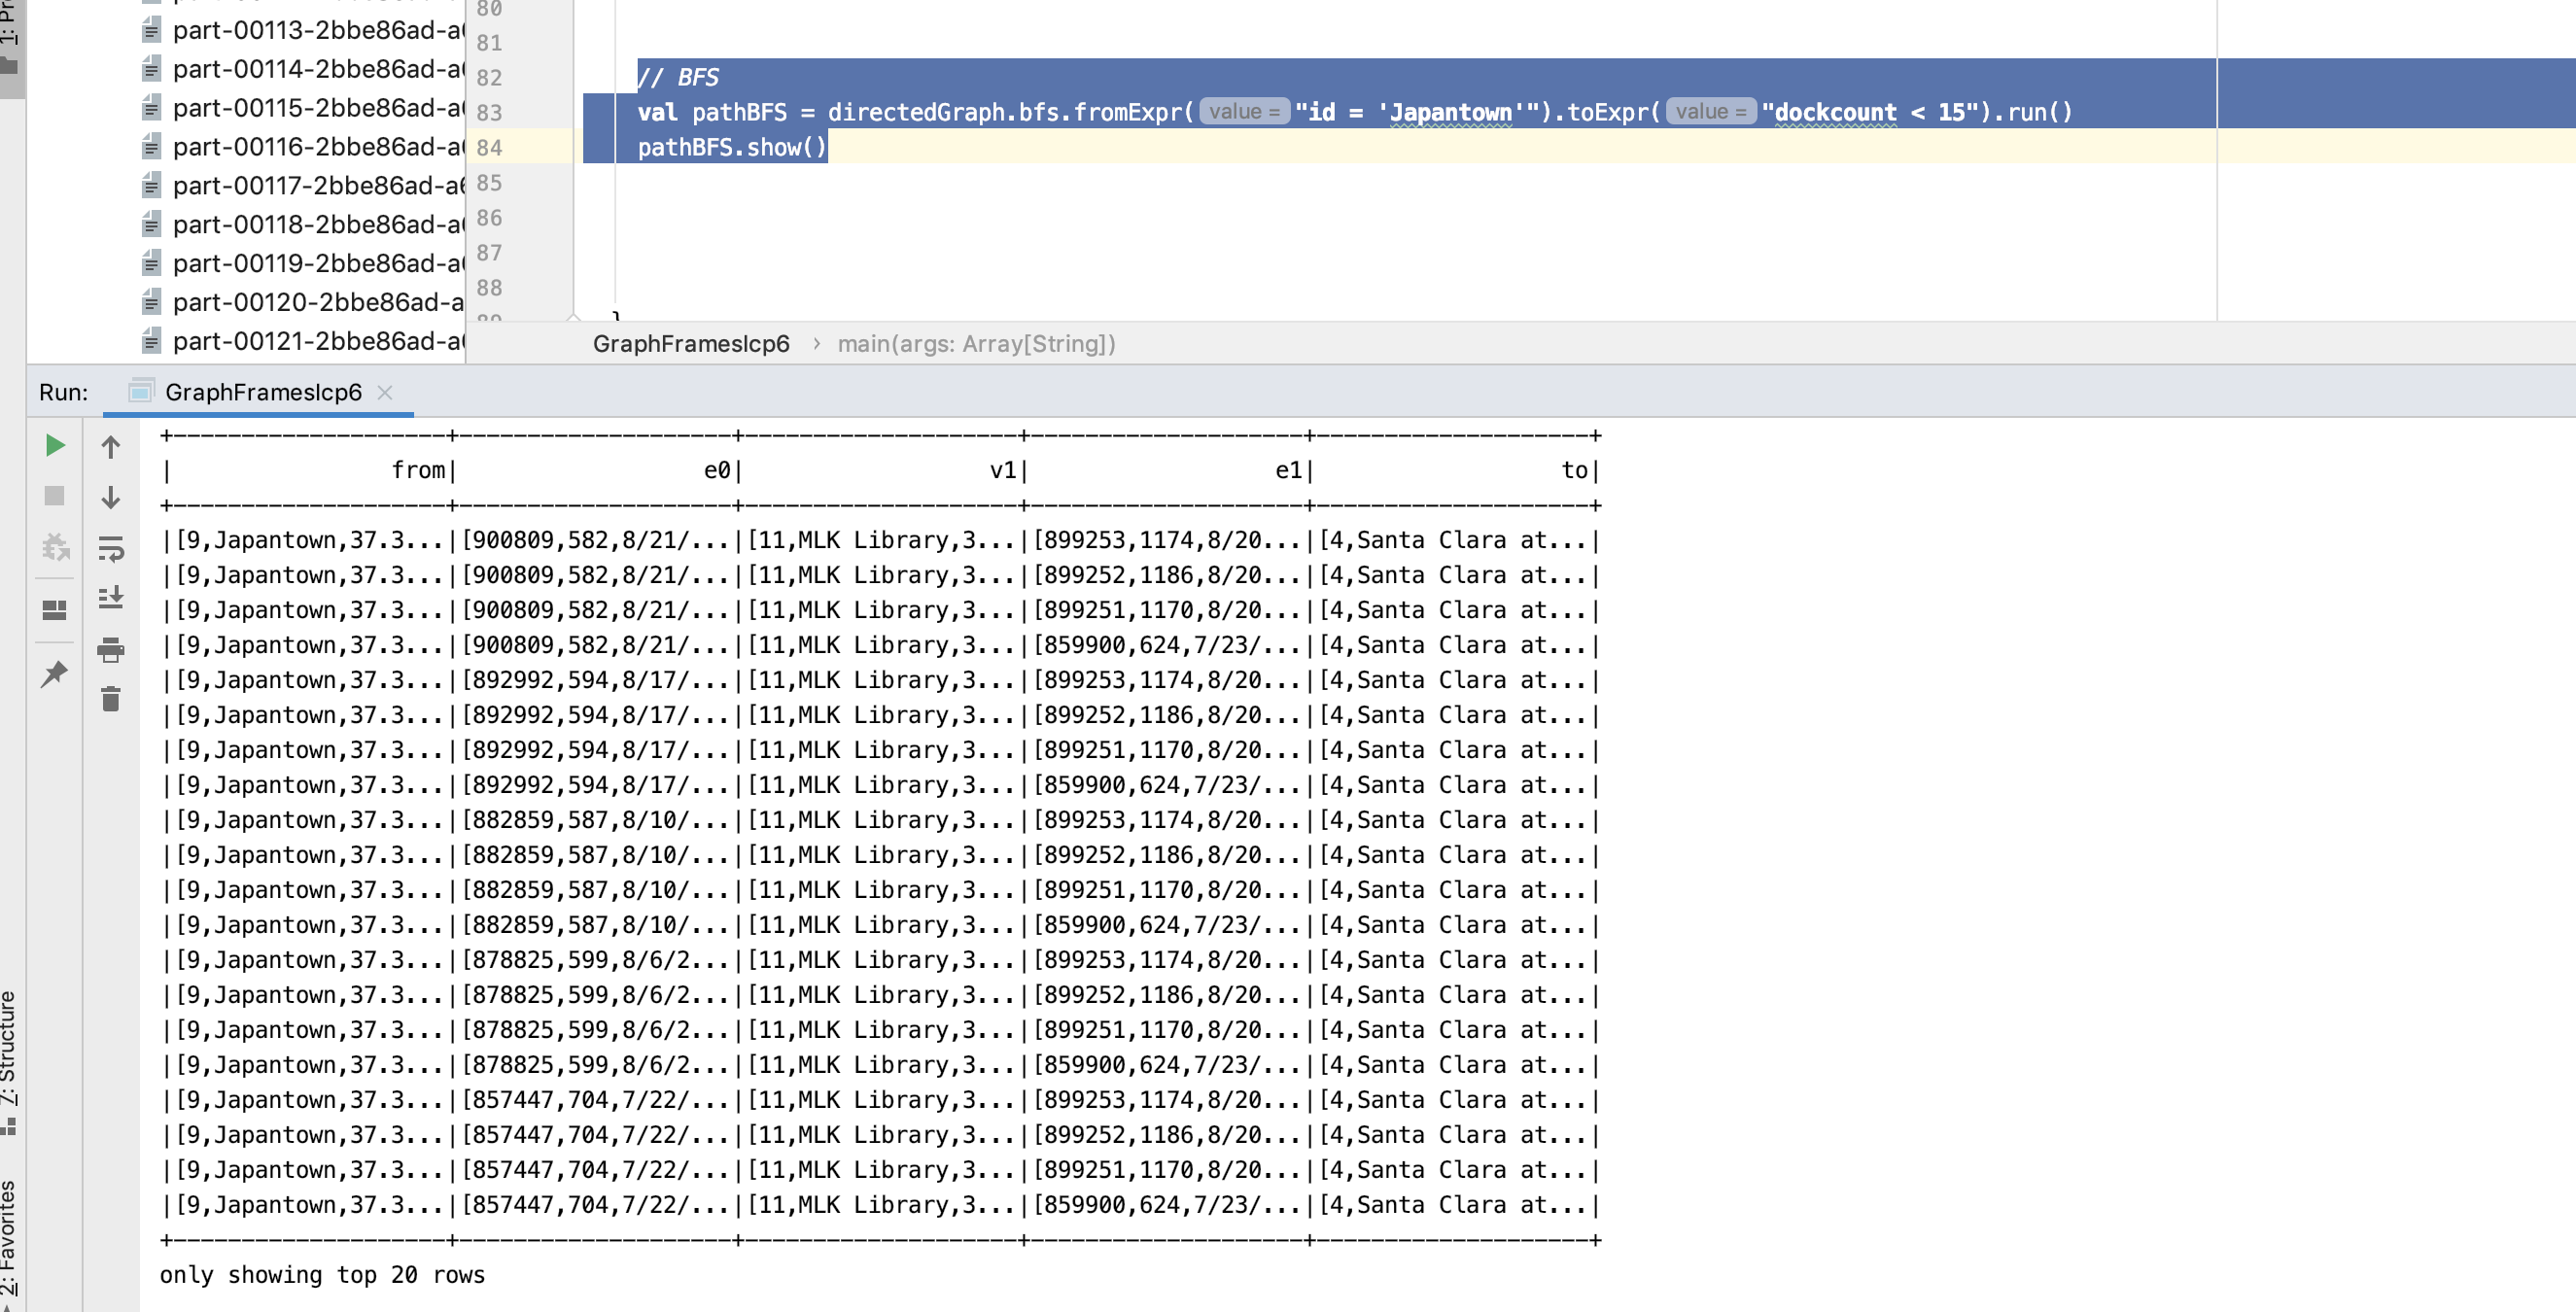 1: Pr
part-00113-2bbe86ad-a
part-00114-2bbe86ad-a
part-00115-2bbe86ad-a
part-00116-2bbe86ad-a
part-00117-2bbe86ad-a
part-00118-2bbe86ad-a
part-00119-2bbe86ad-a
part-00120-2bbe86ad-a
part-00121-2bbe86ad-a
80
81
82 // BFS
83 val pathBFS = directedGraph.bfs.fromExpr( value = "id = 'Japantown'").toExpr( value = "dockcount < 15").run()
84 pathBFS.show()
85
86
87
88
89 }
GraphFramesIcp6 › main(args: Array[String])
Run: GraphFramesIcp6
+--------------------+--------------------+--------------------+--------------------+--------------------+
|                from|                  e0|                  v1|                  e1|                  to|
+--------------------+--------------------+--------------------+--------------------+--------------------+
|[9,Japantown,37.3...|[900809,582,8/21/...|[11,MLK Library,3...|[899253,1174,8/20...|[4,Santa Clara at...|
|[9,Japantown,37.3...|[900809,582,8/21/...|[11,MLK Library,3...|[899252,1186,8/20...|[4,Santa Clara at...|
|[9,Japantown,37.3...|[900809,582,8/21/...|[11,MLK Library,3...|[899251,1170,8/20...|[4,Santa Clara at...|
|[9,Japantown,37.3...|[900809,582,8/21/...|[11,MLK Library,3...|[859900,624,7/23/...|[4,Santa Clara at...|
|[9,Japantown,37.3...|[892992,594,8/17/...|[11,MLK Library,3...|[899253,1174,8/20...|[4,Santa Clara at...|
|[9,Japantown,37.3...|[892992,594,8/17/...|[11,MLK Library,3...|[899252,1186,8/20...|[4,Santa Clara at...|
|[9,Japantown,37.3...|[892992,594,8/17/...|[11,MLK Library,3...|[899251,1170,8/20...|[4,Santa Clara at...|
|[9,Japantown,37.3...|[892992,594,8/17/...|[11,MLK Library,3...|[859900,624,7/23/...|[4,Santa Clara at...|
|[9,Japantown,37.3...|[882859,587,8/10/...|[11,MLK Library,3...|[899253,1174,8/20...|[4,Santa Clara at...|
|[9,Japantown,37.3...|[882859,587,8/10/...|[11,MLK Library,3...|[899252,1186,8/20...|[4,Santa Clara at...|
|[9,Japantown,37.3...|[882859,587,8/10/...|[11,MLK Library,3...|[899251,1170,8/20...|[4,Santa Clara at...|
|[9,Japantown,37.3...|[882859,587,8/10/...|[11,MLK Library,3...|[859900,624,7/23/...|[4,Santa Clara at...|
|[9,Japantown,37.3...|[878825,599,8/6/2...|[11,MLK Library,3...|[899253,1174,8/20...|[4,Santa Clara at...|
|[9,Japantown,37.3...|[878825,599,8/6/2...|[11,MLK Library,3...|[899252,1186,8/20...|[4,Santa Clara at...|
|[9,Japantown,37.3...|[878825,599,8/6/2...|[11,MLK Library,3...|[899251,1170,8/20...|[4,Santa Clara at...|
|[9,Japantown,37.3...|[878825,599,8/6/2...|[11,MLK Library,3...|[859900,624,7/23/...|[4,Santa Clara at...|
|[9,Japantown,37.3...|[857447,704,7/22/...|[11,MLK Library,3...|[899253,1174,8/20...|[4,Santa Clara at...|
|[9,Japantown,37.3...|[857447,704,7/22/...|[11,MLK Library,3...|[899252,1186,8/20...|[4,Santa Clara at...|
|[9,Japantown,37.3...|[857447,704,7/22/...|[11,MLK Library,3...|[899251,1170,8/20...|[4,Santa Clara at...|
|[9,Japantown,37.3...|[857447,704,7/22/...|[11,MLK Library,3...|[859900,624,7/23/...|[4,Santa Clara at...|
+--------------------+--------------------+--------------------+--------------------+--------------------+
only showing top 20 rows
7: Structure
2: Favorites